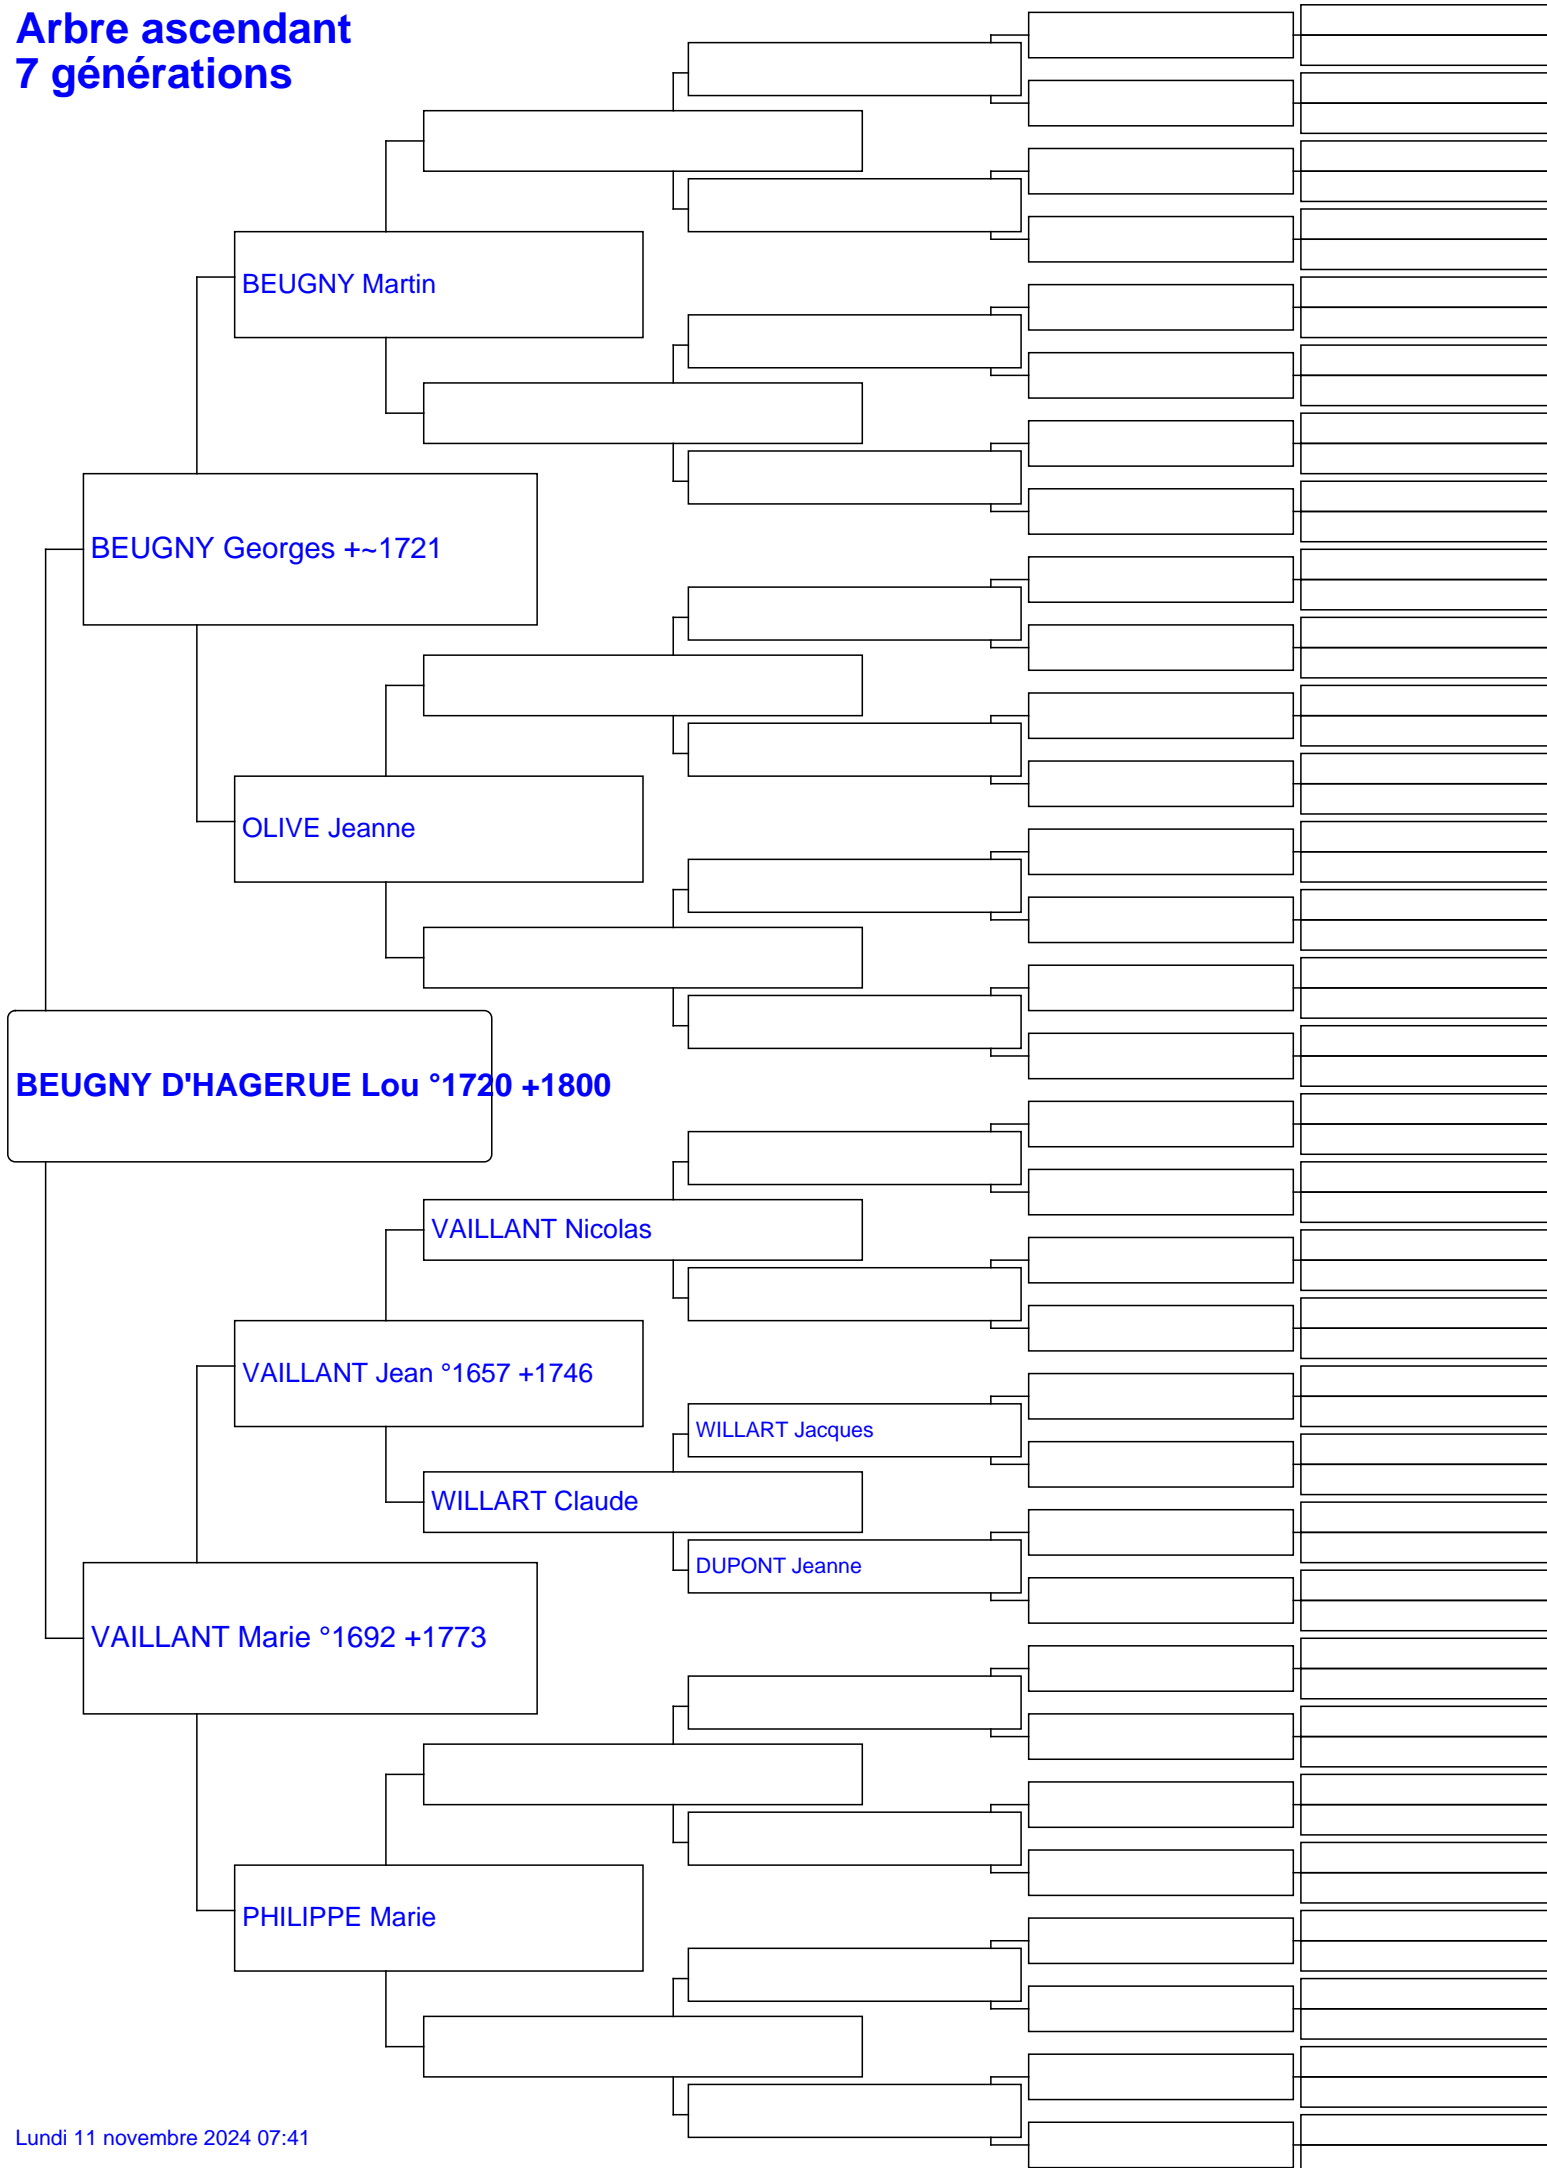 Arbre ascendant
7 générations
BEUGNY Martin
BEUGNY Georges +~1721
OLIVE Jeanne
BEUGNY D'HAGERUE Lou °1720 +1800
VAILLANT Nicolas
VAILLANT Jean °1657 +1746
WILLART Jacques
WILLART Claude
DUPONT Jeanne
VAILLANT Marie °1692 +1773
PHILIPPE Marie
Lundi 11 novembre 2024 07:41